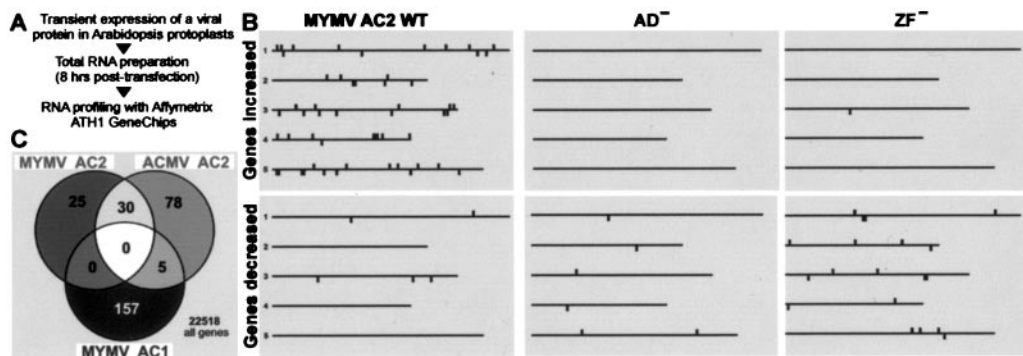 A
Transient expression of a viral
protein in Arabidopsis protoplasts
Total RNA preparation
(8 hrs post-transfection)
RNA profiling with Affymetrix
ATH1 GeneChips
B
MYMV AC2 WT
AD−
ZF−
Genes increased
1
2
3
4
5
Genes decreased
1
2
3
4
5
C
MYMV AC2
ACMV AC2
25
30
78
0
0
5
157
22518
all genes
MYMV AC1